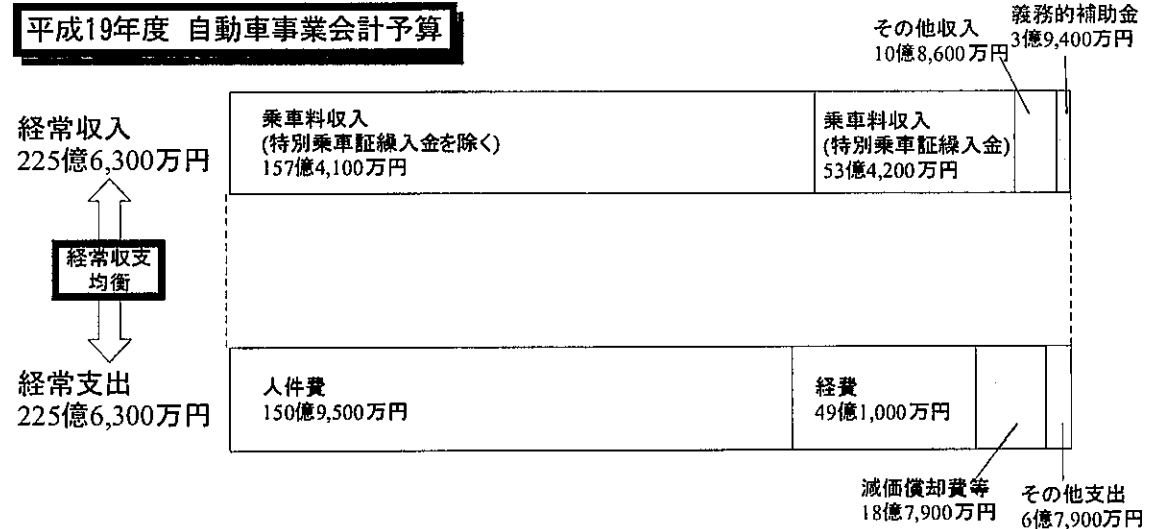 平成19年度 自動車事業会計予算
その他収入
10億8,600万円
義務的補助金
3億9,400万円
経常収入
225億6,300万円
乗車料収入
(特別乗車証繰入金を除く)
157億4,100万円
乗車料収入
(特別乗車証繰入金)
53億4,200万円
経常収支
均衡
経常支出
225億6,300万円
人件費
150億9,500万円
経費
49億1,000万円
減価償却費等
18億7,900万円
その他支出
6億7,900万円